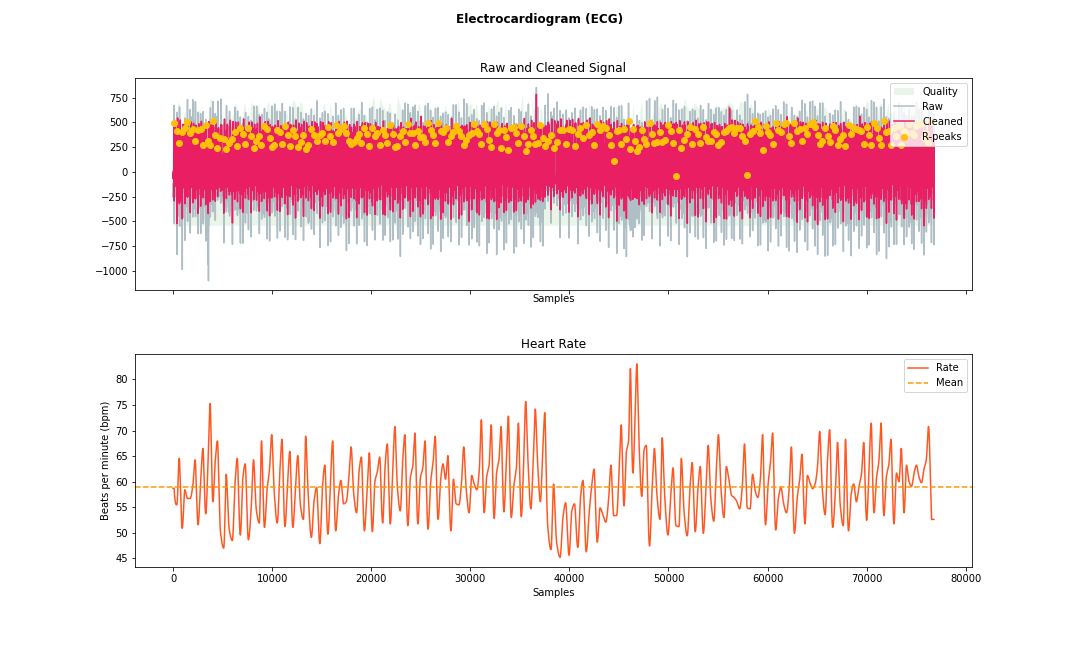 Electrocardiogram (ECG)
Raw and Cleaned Signal
750
500
250
0
−250
−500
−750
−1000
Quality
Raw
Cleaned
R-peaks
Samples
Heart Rate
80
75
70
65
60
55
50
45
Beats per minute (bpm)
Rate
Mean
0 10000 20000 30000 40000 50000 60000 70000 80000
Samples